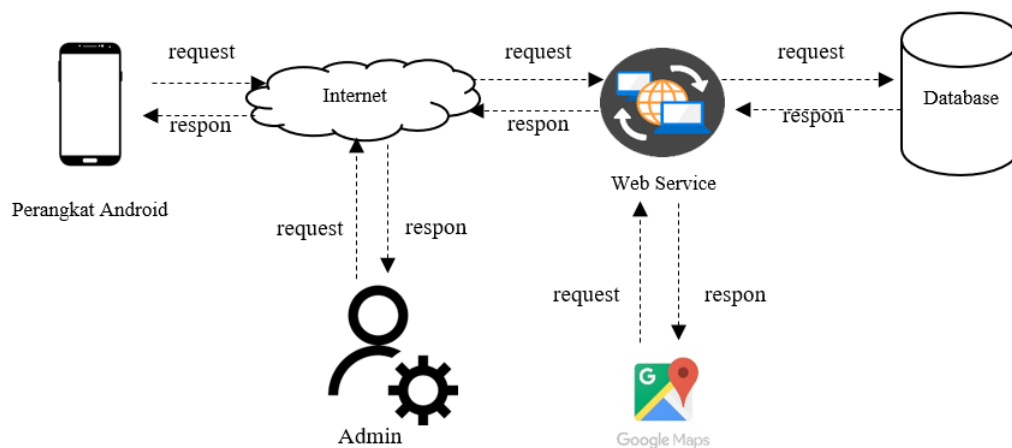 request
request
request
Internet
Database
respon
respon
respon
Web Service
Perangkat Android
request
respon
request
respon
G
Google Maps
Admin